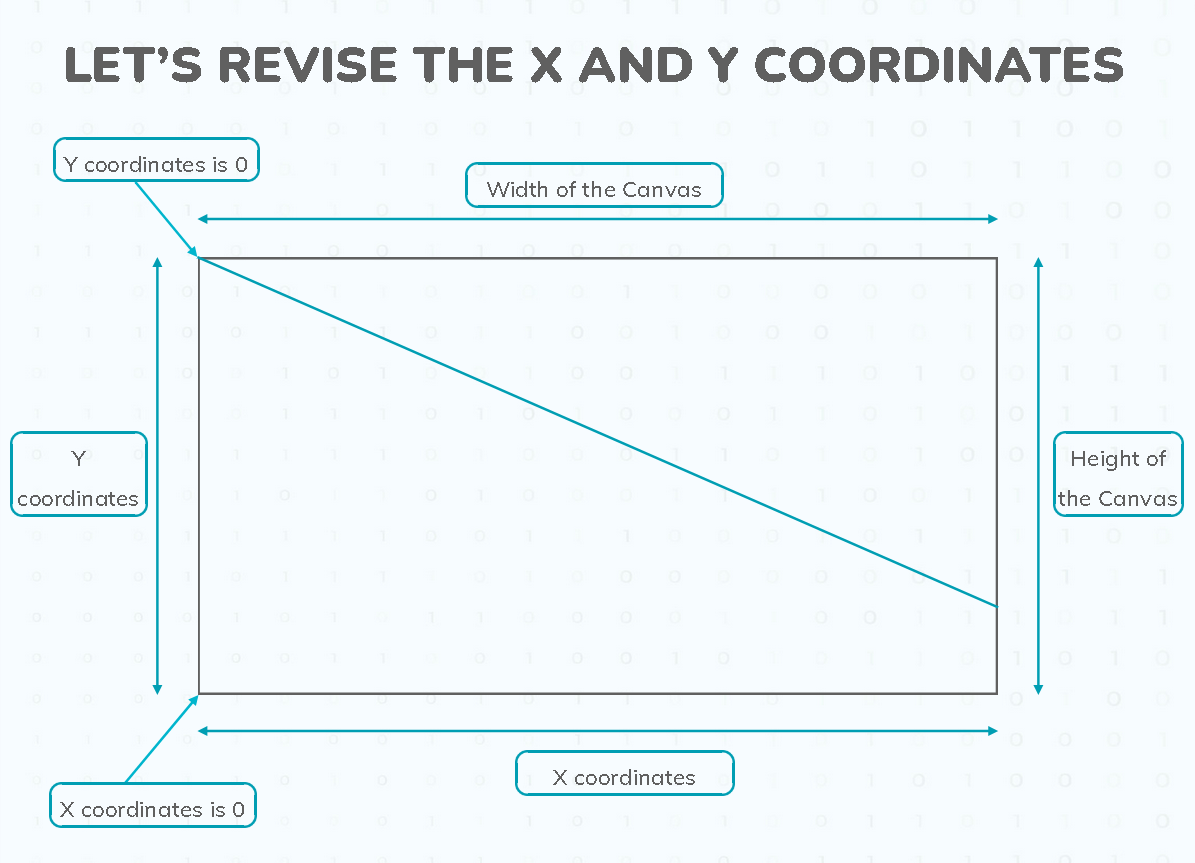 LET'S REVISE THE X AND Y COORDINATES
Y coordinates is 0
Width of the Canvas
Y
coordinates
Height of
the Canvas
X coordinates
X coordinates is 0